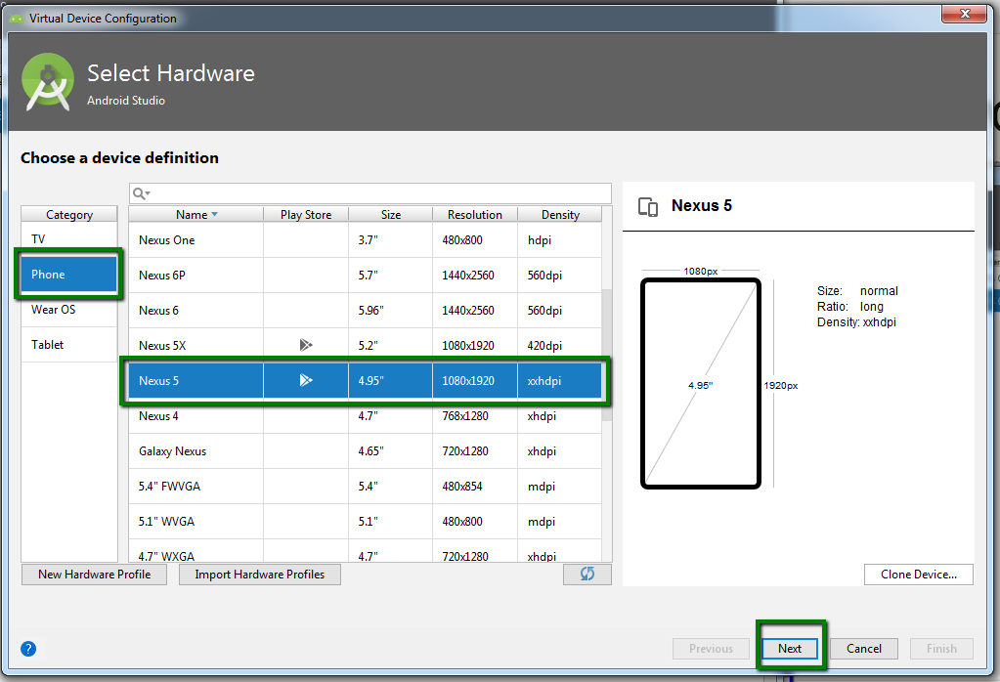 Virtual Device Configuration
Select Hardware
Android Studio
Choose a device definition
Category
TV
Phone
Wear OS
Tablet
Name Play Store Size Resolution Density
Nexus One 3.7" 480x800 hdpi
Nexus 6P 5.7" 1440x2560 560dpi
Nexus 6 5.96" 1440x2560 560dpi
Nexus 5X 5.2" 1080x1920 420dpi
Nexus 5 4.95" 1080x1920 xxhdpi
Nexus 4 4.7" 768x1280 xhdpi
Galaxy Nexus 4.65" 720x1280 xhdpi
5.4" FWVGA 5.4" 480x854 mdpi
5.1" WVGA 5.1" 480x800 mdpi
4.7" WXGA 4.7" 720x1280 xhdpi
New Hardware Profile Import Hardware Profiles
Nexus 5
1080px
4.95"
1920px
Size: normal
Ratio: long
Density: xxhdpi
Clone Device...
?
Previous Next Cancel Finish